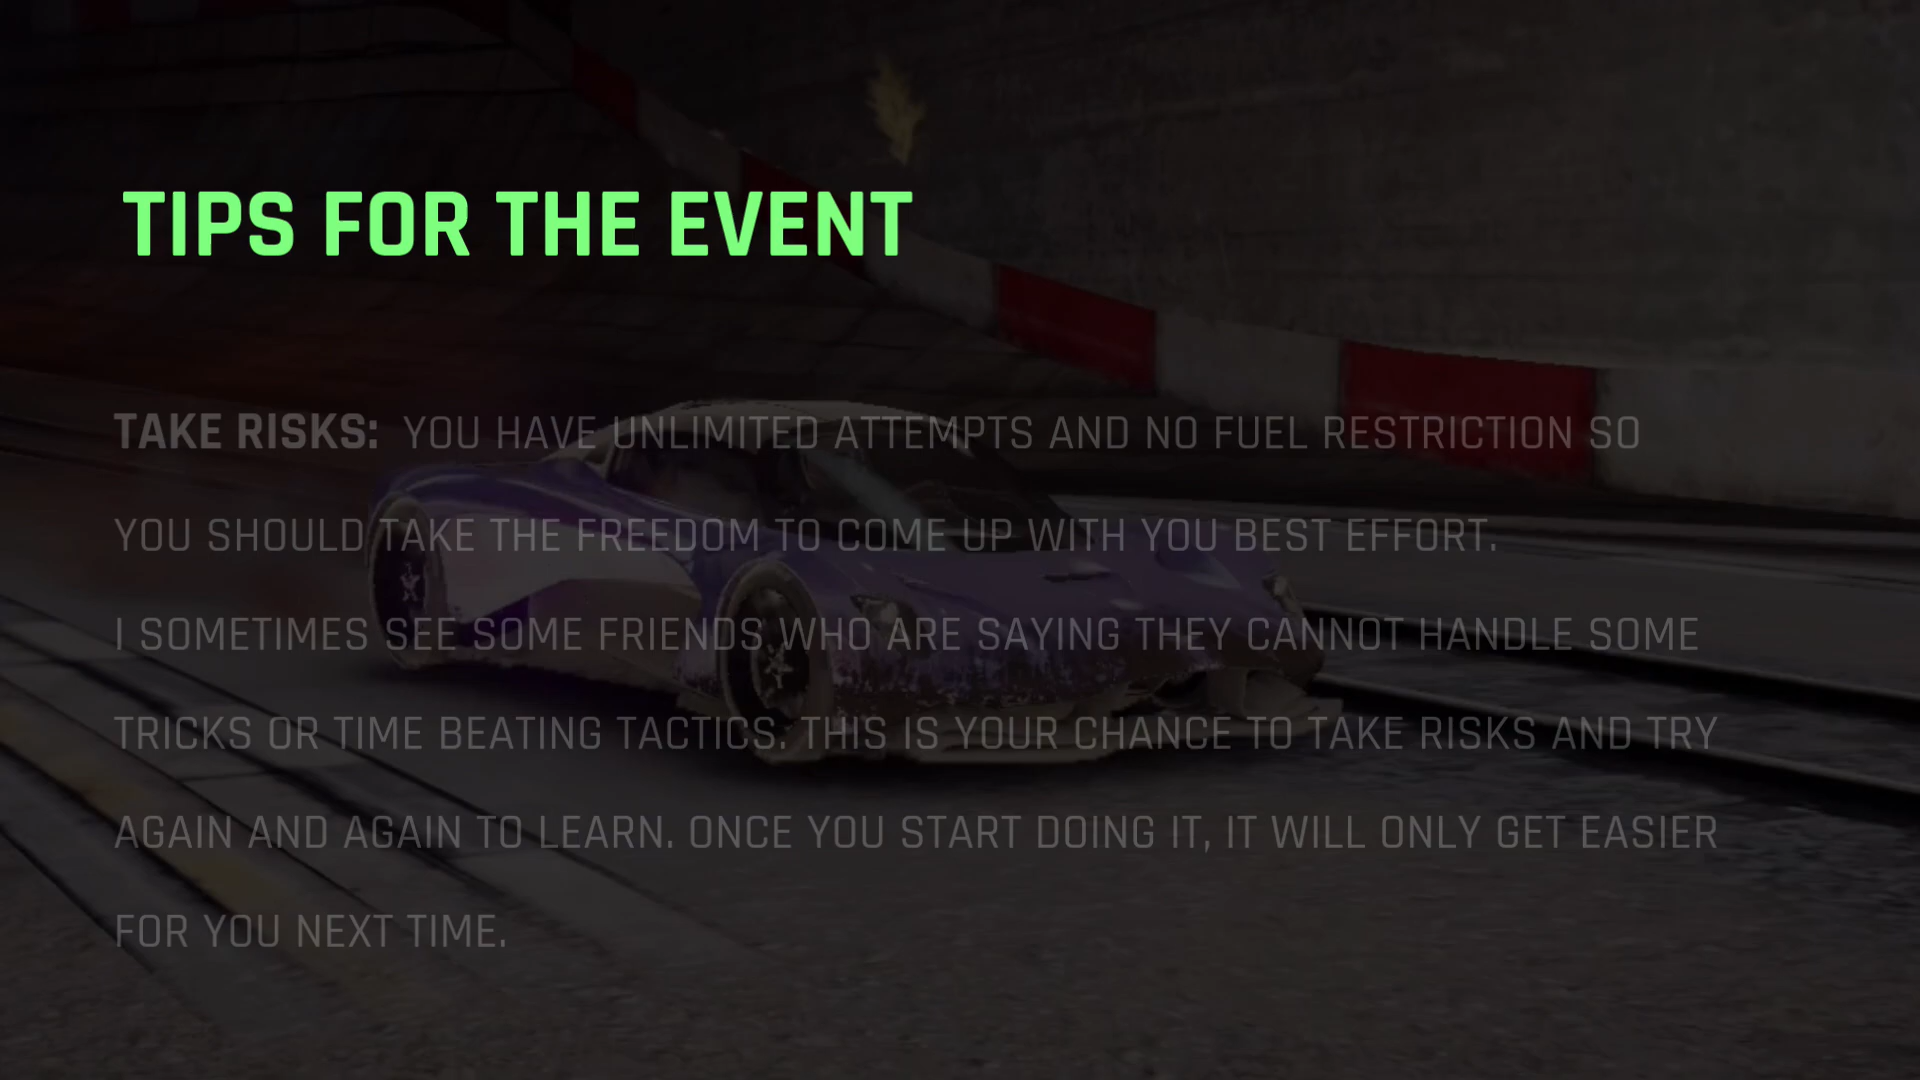 TIPS FOR THE EVENT
TAKE RISKS: YOU HAVE UNLIMITED ATTEMPTS AND NO FUEL RESTRICTION SO
YOU SHOULD TAKE THE FREEDOM TO COME UP WITH YOU BEST EFFORT.
I SOMETIMES SEE SOME FRIENDS WHO ARE SAYING THEY CANNOT HANDLE SOME
TRICKS OR TIME BEATING TACTICS. THIS IS YOUR CHANCE TO TAKE RISKS AND TRY
AGAIN AND AGAIN TO LEARN. ONCE YOU START DOING IT, IT WILL ONLY GET EASIER
FOR YOU NEXT TIME.